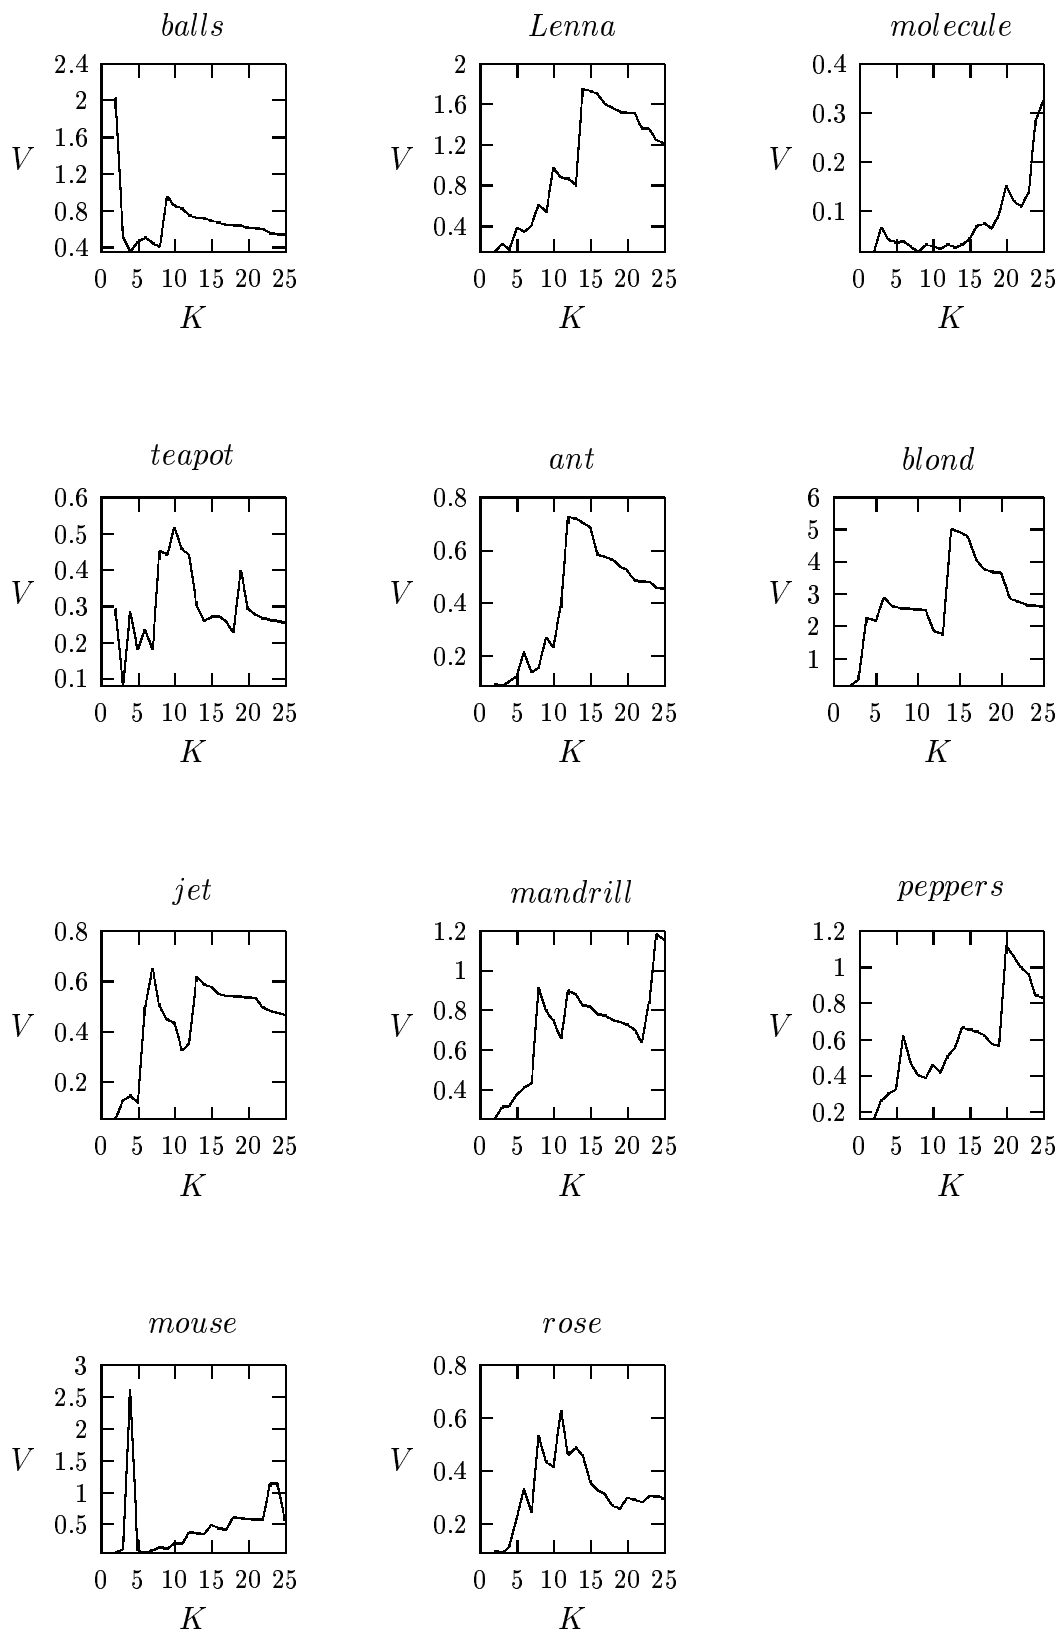 balls Lenna molecule
2.4 2 0.4
2 1.6 0.3
1.6
V 1.2 V 1.2 V 0.2
0.8 0.8 0.1
0.4 0.4
0 5 10 15 20 25 0 5 10 15 20 25 0 5 10 15 20 25
K K K
teapot ant blond
0.6 0.8 6
0.5 0.6 5
0.4 4
V 0.3 V 0.4 V 3
0.2 2
0.1 0.2 1
0 5 10 15 20 25 0 5 10 15 20 25 0 5 10 15 20 25
K K K
jet mandrill peppers
0.8 1.2 1.2
0.6 1 1
V 0.4 V 0.8 V 0.8
0.6 0.6
0.2 0.4 0.4
0.2
0 5 10 15 20 25 0 5 10 15 20 25 0 5 10 15 20 25
K K K
mouse rose
3 0.8
2.5 0.6
2
V 1.5 V 0.4
1
0.5 0.2
0 5 10 15 20 25 0 5 10 15 20 25
K K